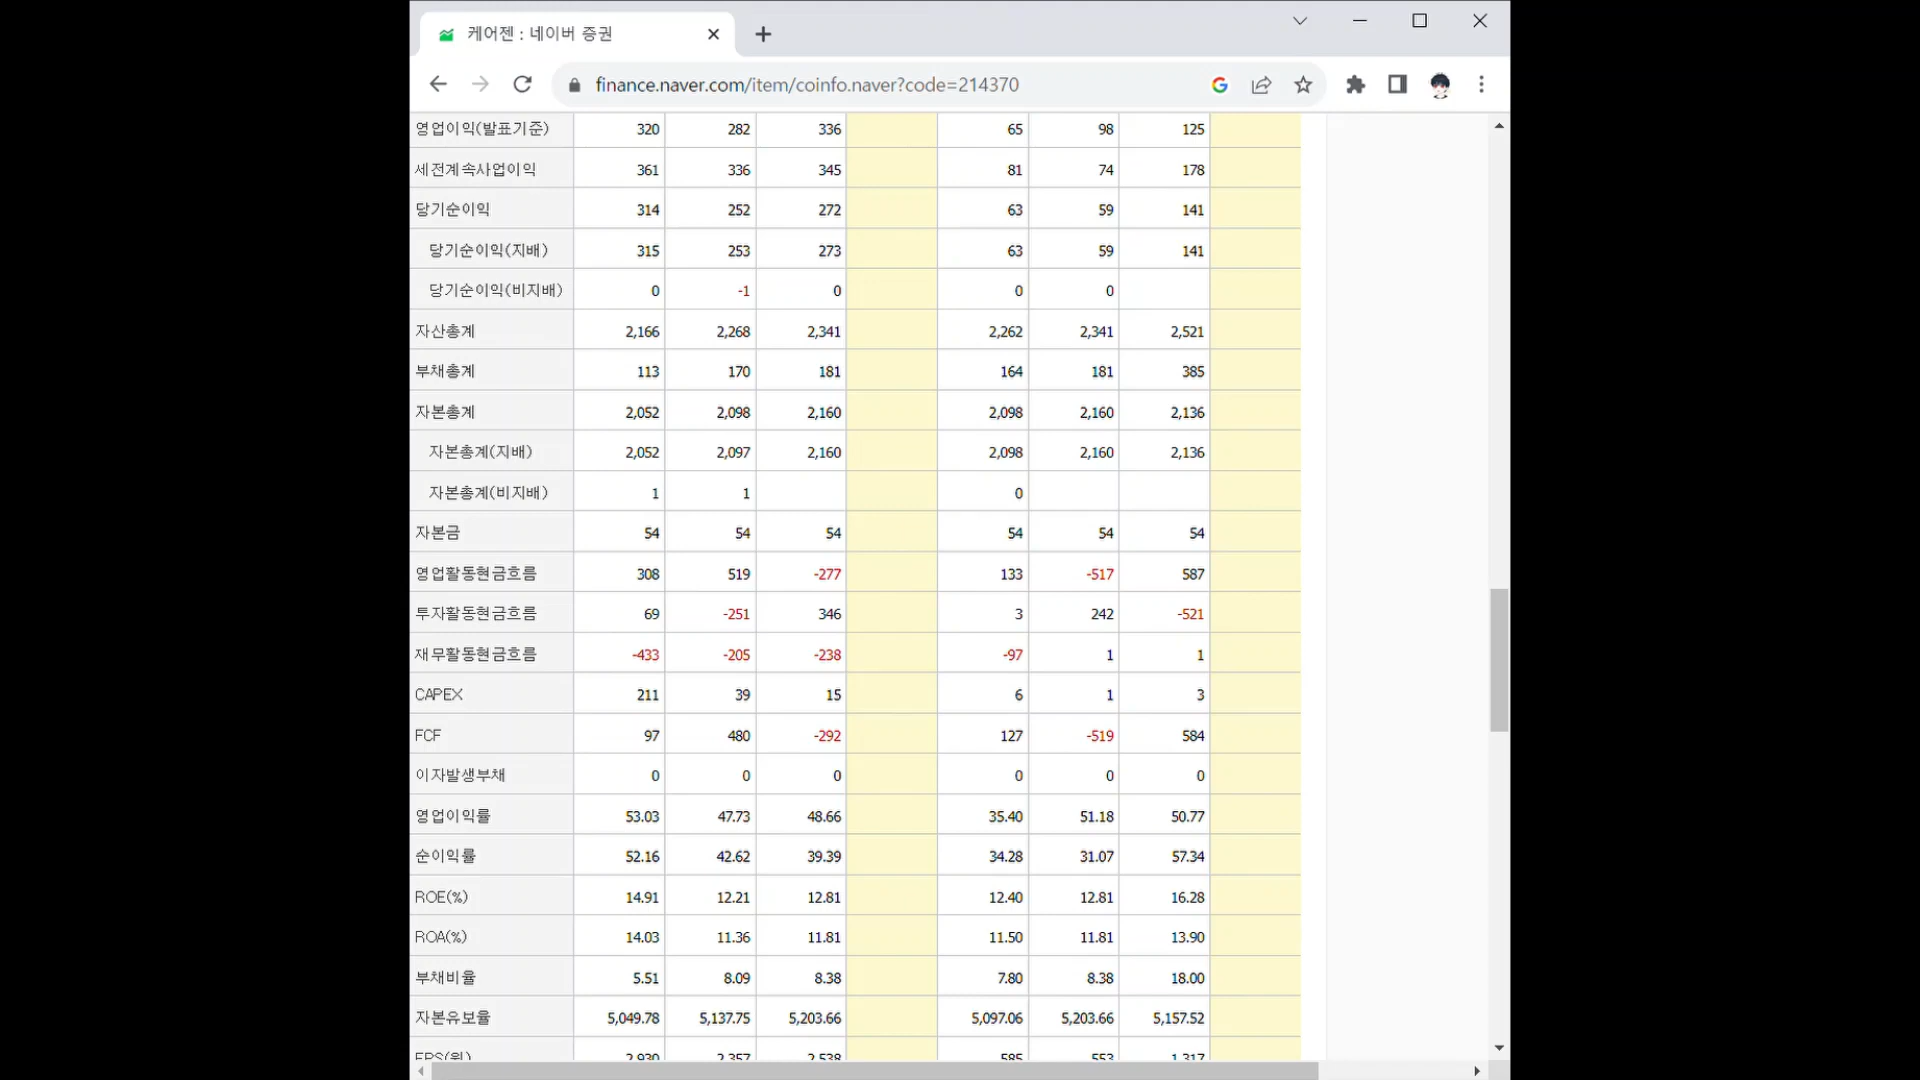 케어젠 : 네이버 증권
finance.naver.com/item/coinfo.naver?code=214370
영업이익(발표기준) 320 282 336 65 98 125
세전계속사업이익 361 336 345 81 74 178
당기순이익 314 252 272 63 59 141
당기순이익(지배) 315 253 273 63 59 141
당기순이익(비지배) 0 -1 0 0 0
자산총계 2,166 2,268 2,341 2,262 2,341 2,521
부채총계 113 170 181 164 181 385
자본총계 2,052 2,098 2,160 2,098 2,160 2,136
자본총계(지배) 2,052 2,097 2,160 2,098 2,160 2,136
자본총계(비지배) 1 1 0
자본금 54 54 54 54 54 54
영업활동현금흐름 308 519 -277 133 -517 587
투자활동현금흐름 69 -251 346 3 242 -521
재무활동현금흐름 -433 -205 -238 -97 1 1
CAPEX 211 39 15 6 1 3
FCF 97 480 -292 127 -519 584
이자발생부채 0 0 0 0 0 0
영업이익률 53.03 47.73 48.66 35.40 51.18 50.77
순이익률 52.16 42.62 39.39 34.28 31.07 57.34
ROE(%) 14.91 12.21 12.81 12.40 12.81 16.28
ROA(%) 14.03 11.36 11.81 11.50 11.81 13.90
부채비율 5.51 8.09 8.38 7.80 8.38 18.00
자본유보율 5,049.78 5,137.75 5,203.66 5,097.06 5,203.66 5,157.52
EPS(원) 2,930 2,357 2,538 585 553 1,317